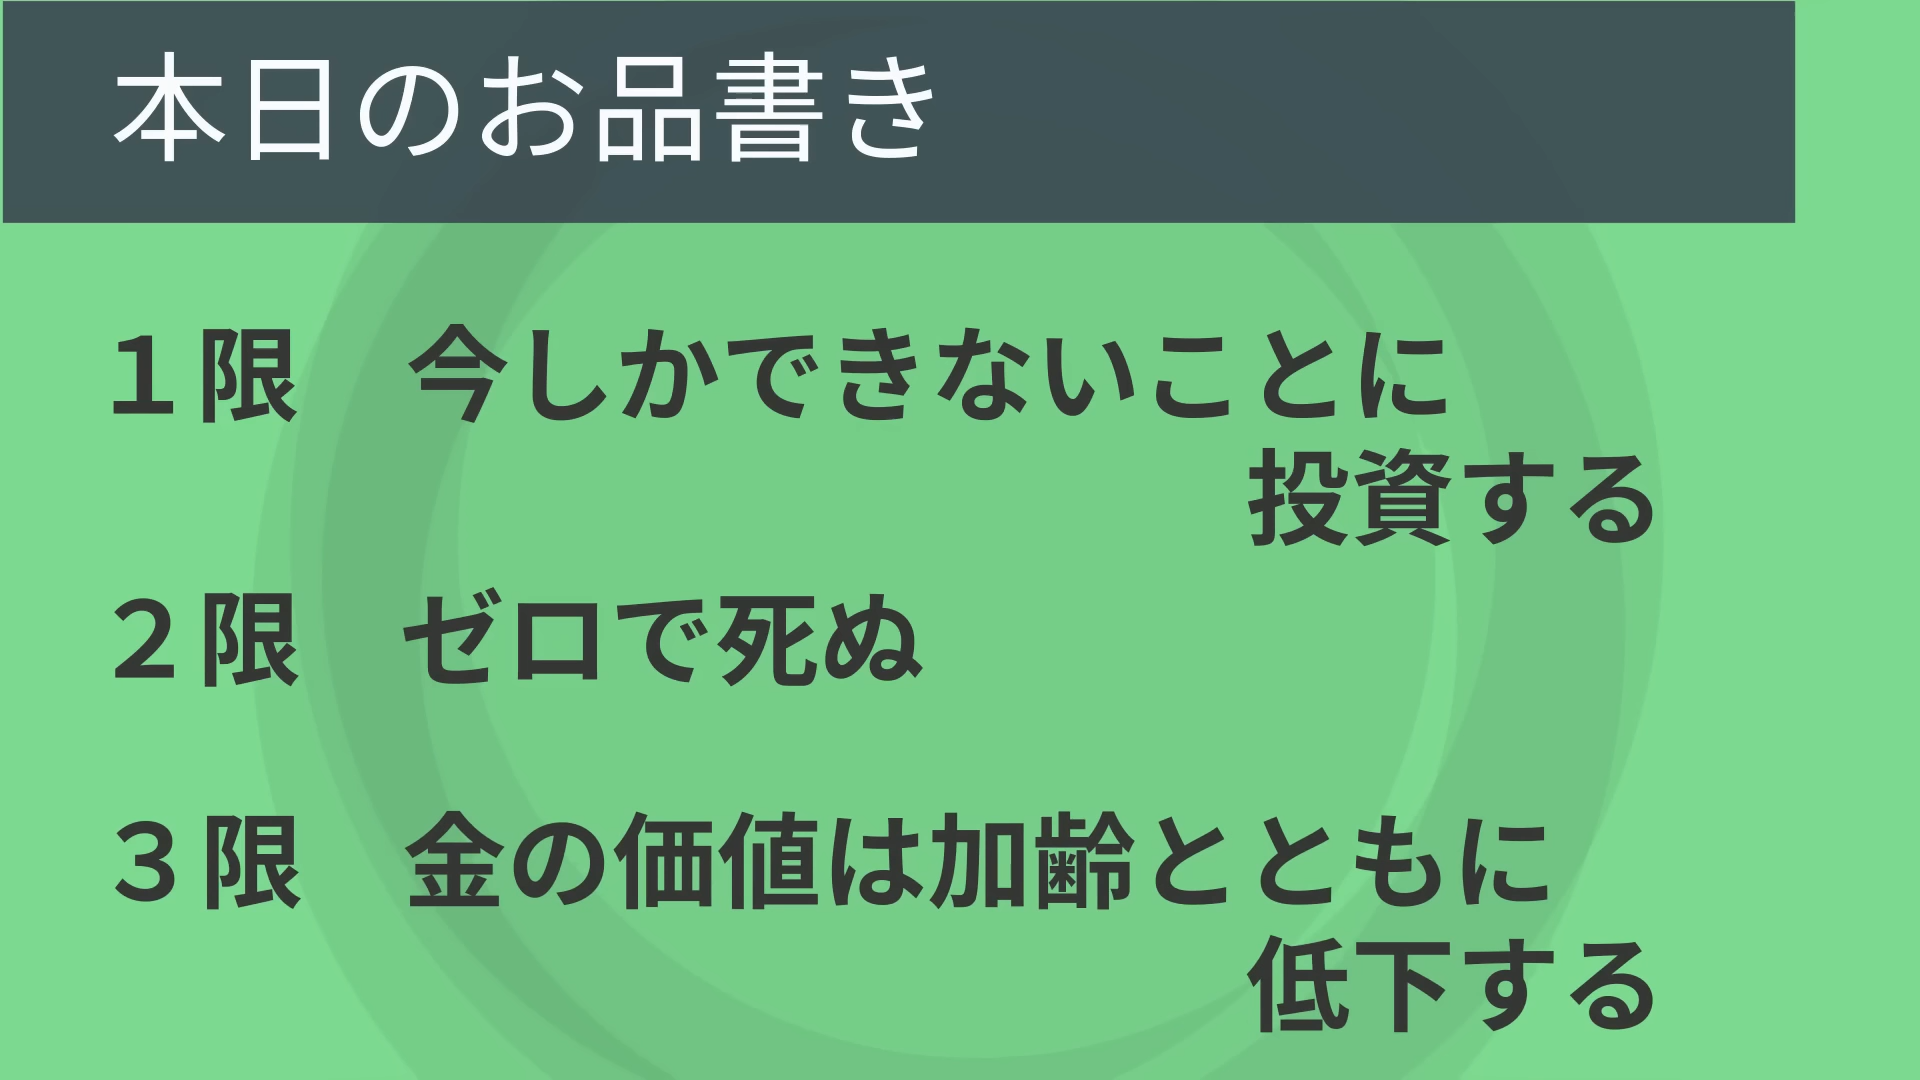 本日のお品書き
１限　今しかできないことに
投資する
２限　ゼロで死ぬ
３限　金の価値は加齢とともに
低下する